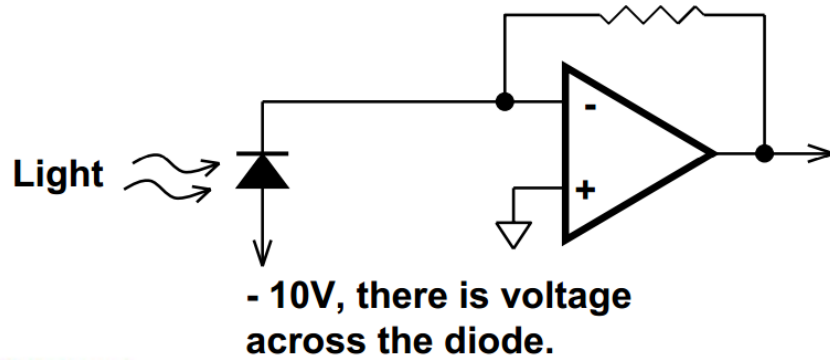 Light
-
+
- 10V, there is voltage
across the diode.